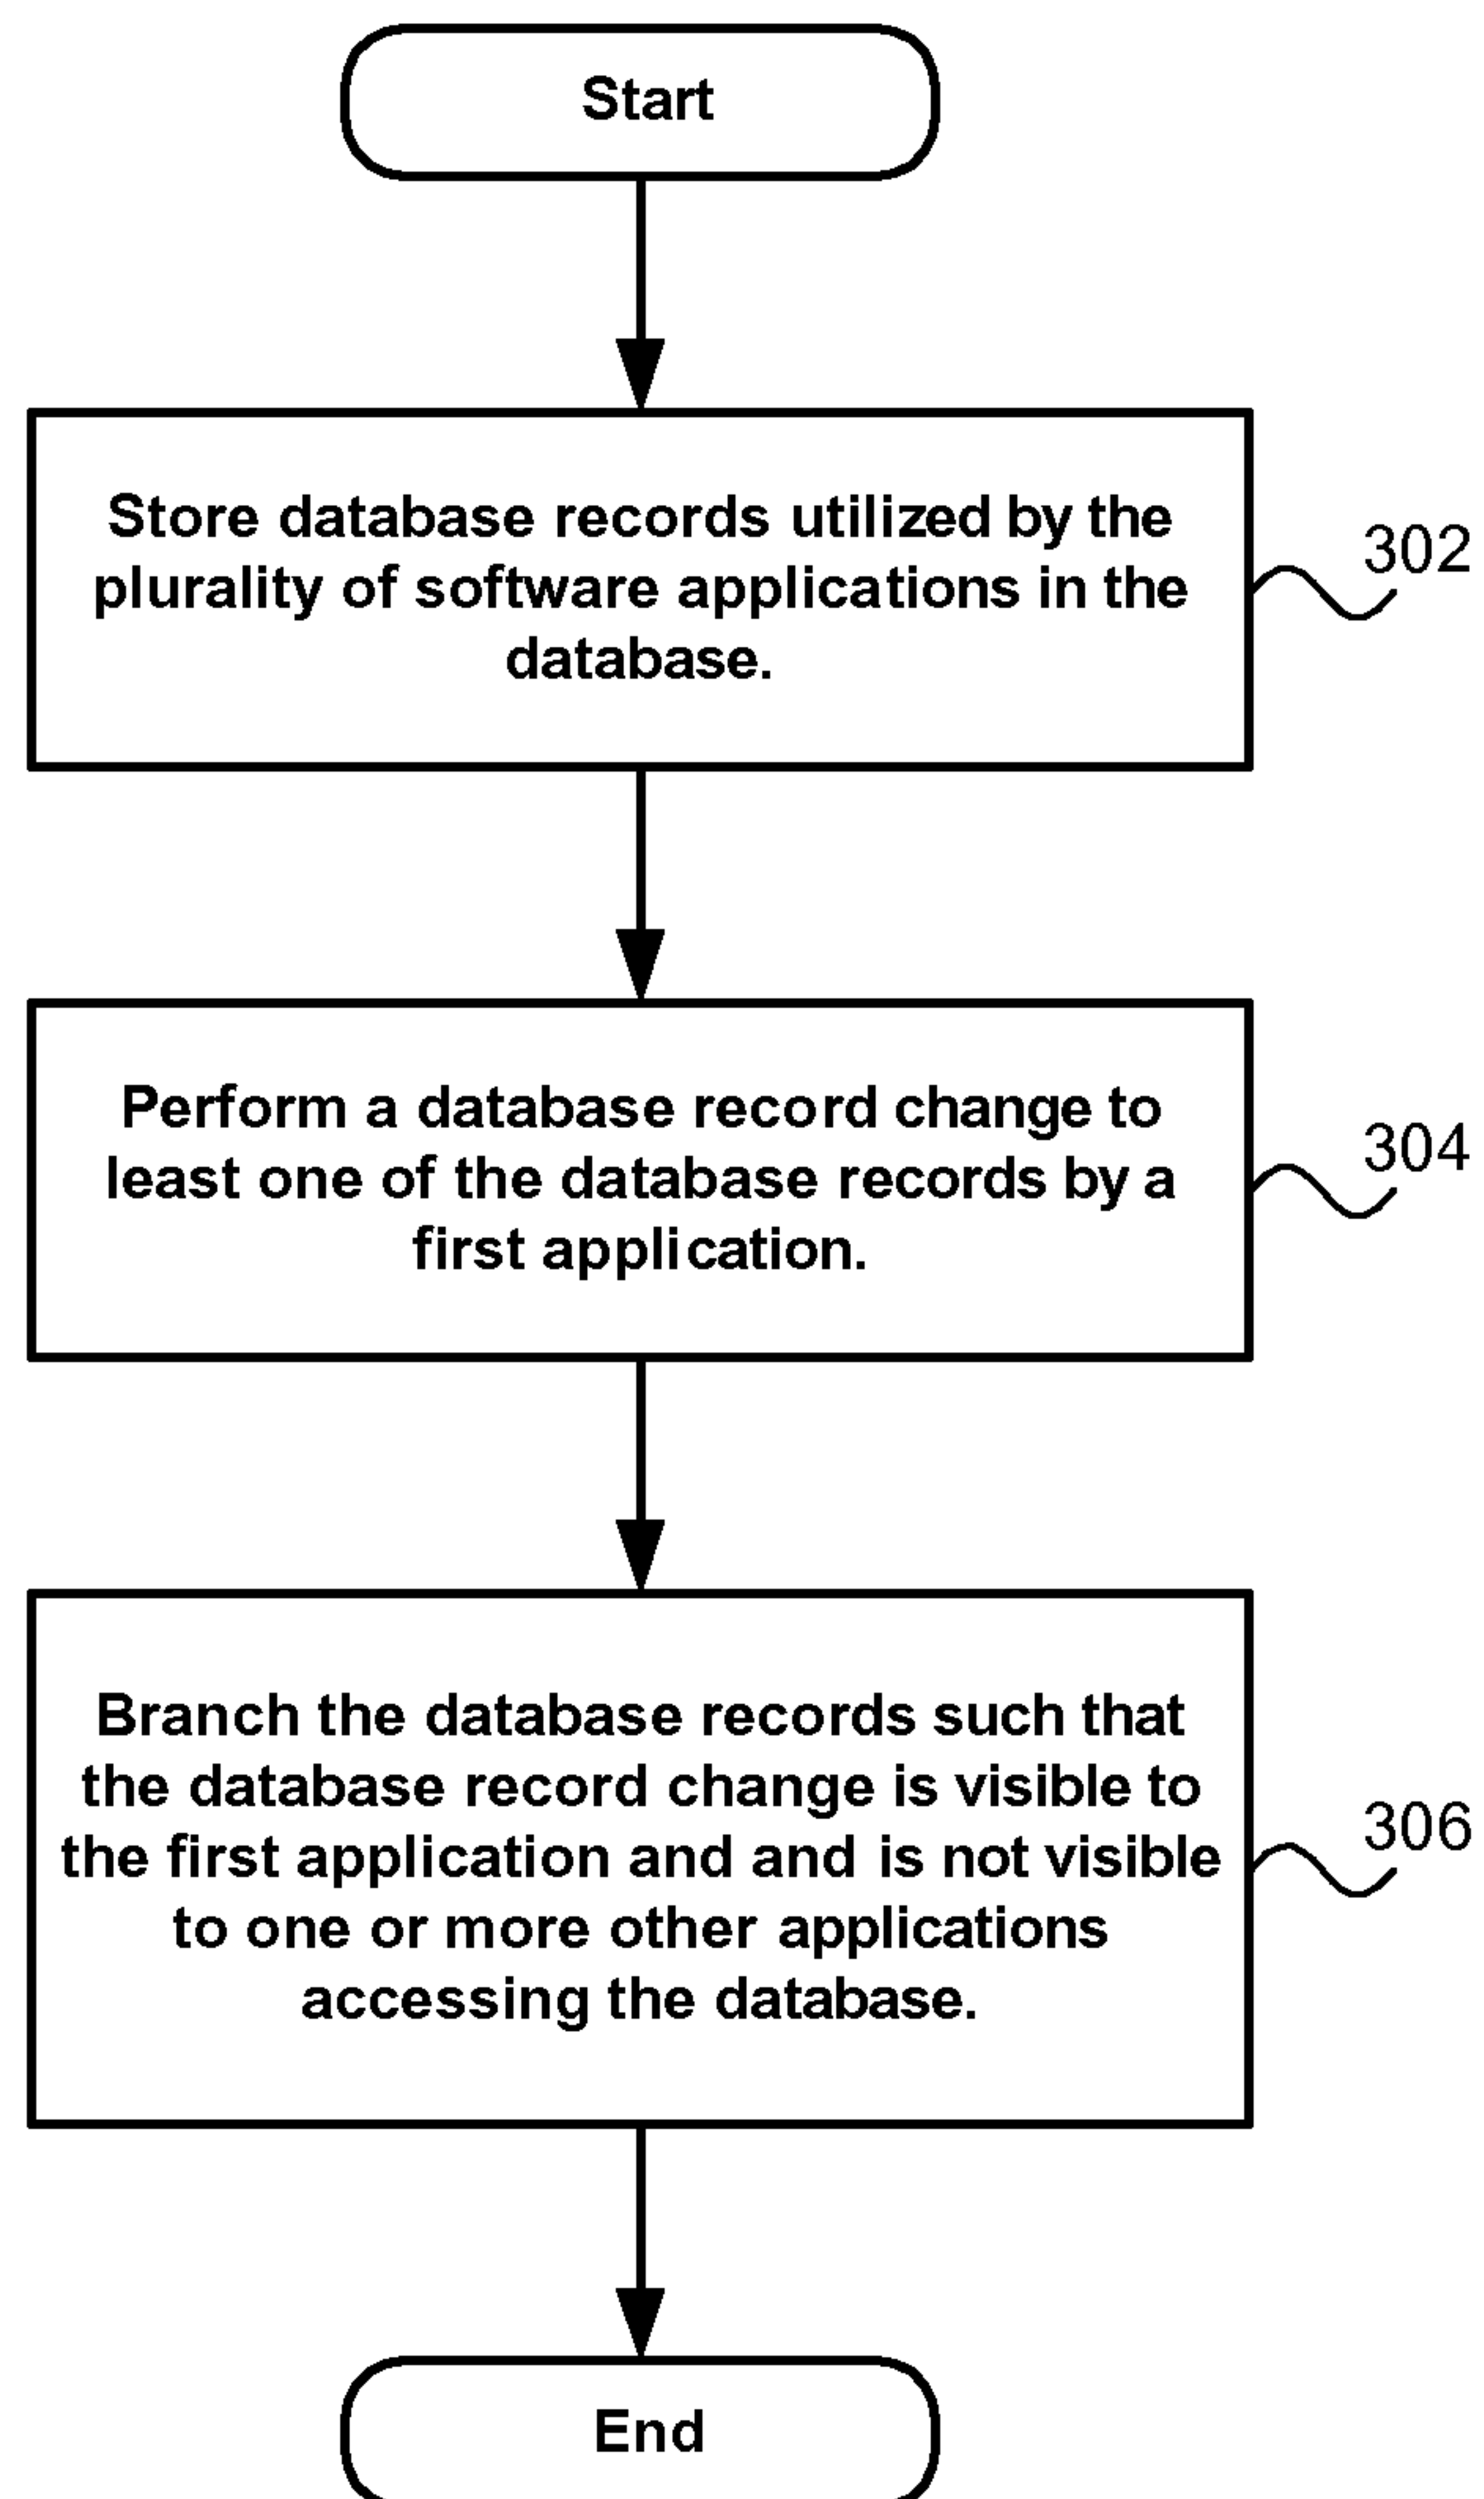 Start
Store database records utilized by the
plurality of software applications in the
database.
302
Perform a database record change to
least one of the database records by a
first application.
304
Branch the database records such that
the database record change is visible to
the first application and and is not visible
to one or more other applications
accessing the database.
306
End